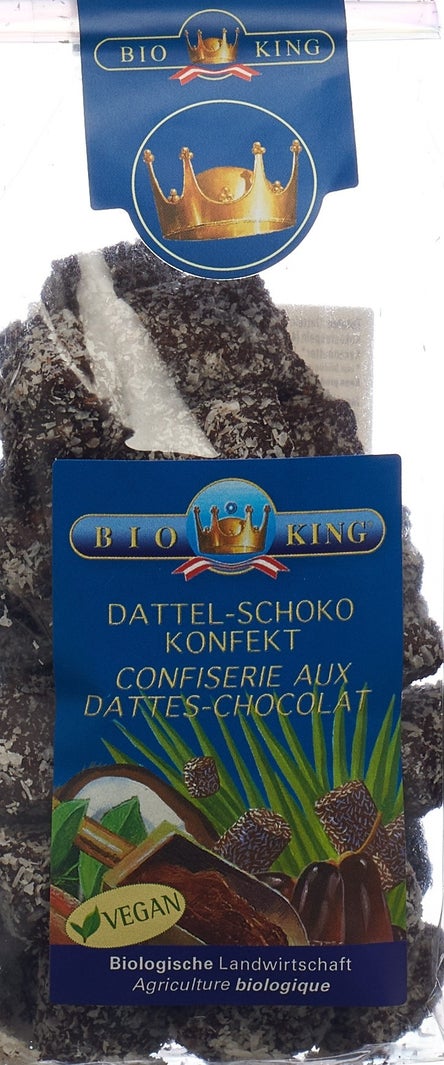 BIO KING
BIO KING®
DATTEL-SCHOKO
KONFEKT
CONFISERIE AUX
DATTES-CHOCOLAT
VEGAN
Biologische Landwirtschaft
Agriculture biologique